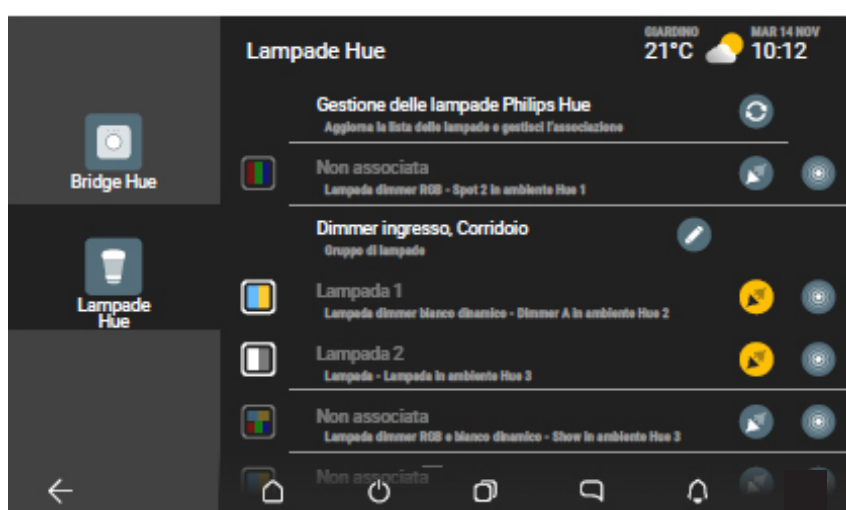 Lampade Hue
GIARDINO
21°C
MAR 14 NOV
10:12
Bridge Hue
Lampade
Hue
Gestione delle lampade Philips Hue
Aggiorna la lista delle lampade e gestisci l'associazione
Non associata
Lampada dimmer RGB - Spot 2 in ambiente Hue 1
Dimmer ingresso, Corridoio
Gruppo di lampade
Lampada 1
Lampada dimmer bianco dinamico - Dimmer A in ambiente Hue 2
Lampada 2
Lampada - Lampada in ambiente Hue 3
Non associata
Lampada dimmer RGB e bianco dinamico - Show in ambiente Hue 3
Non associata